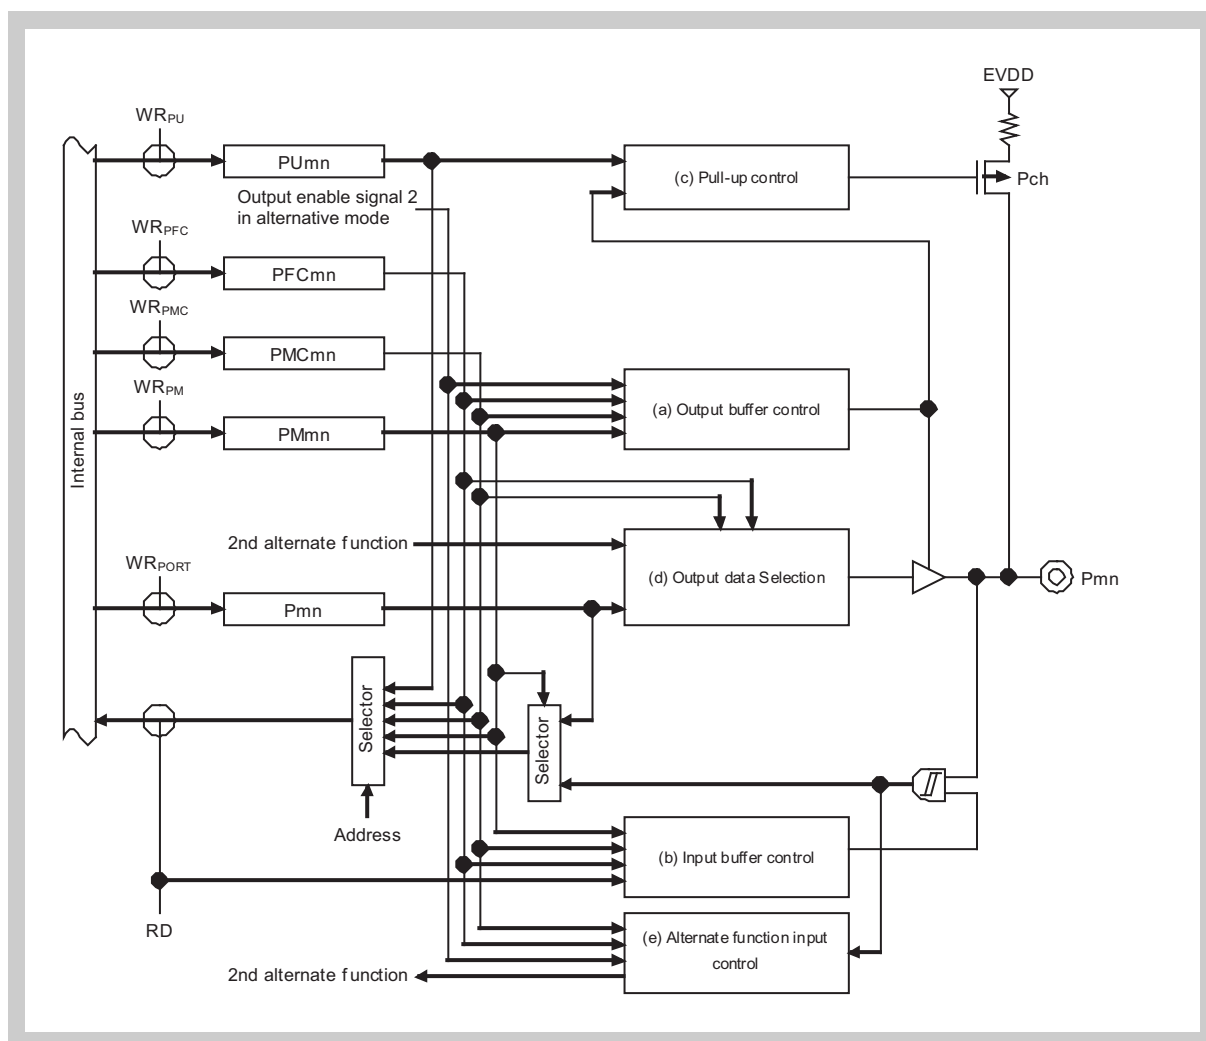 EVDD
WRPU
PUmn
(c) Pull-up control
Pch
Output enable signal 2
in alternative mode
WRPFC
PFCmn
WRPMC
PMCmn
WRPM
(a) Output buffer control
PMmn
Internal bus
2nd alternate function
WRPORT
(d) Output data Selection
Pmn
Pmn
Selector
Selector
Address
(b) Input buffer control
RD
(e) Alternate function input
control
2nd alternate function